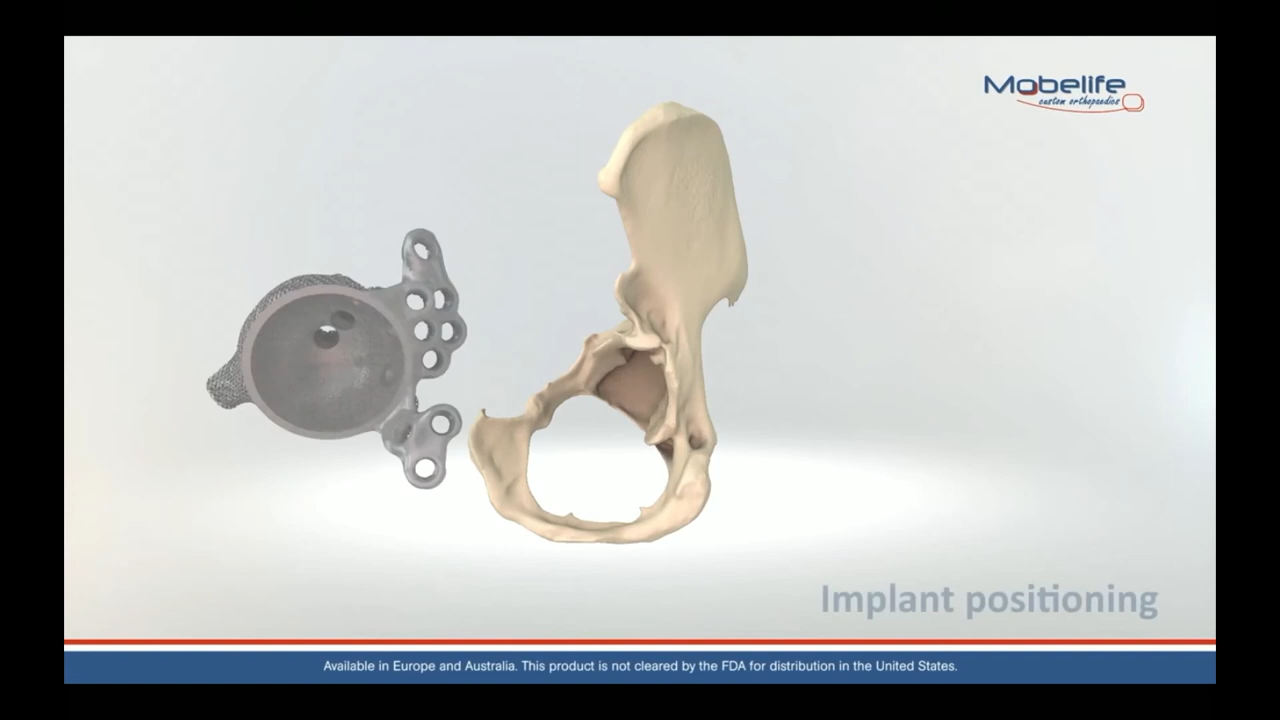 Mobelife
custom orthopaedics
Implant positioning
Available in Europe and Australia. This product is not cleared by the FDA for distribution in the United States.